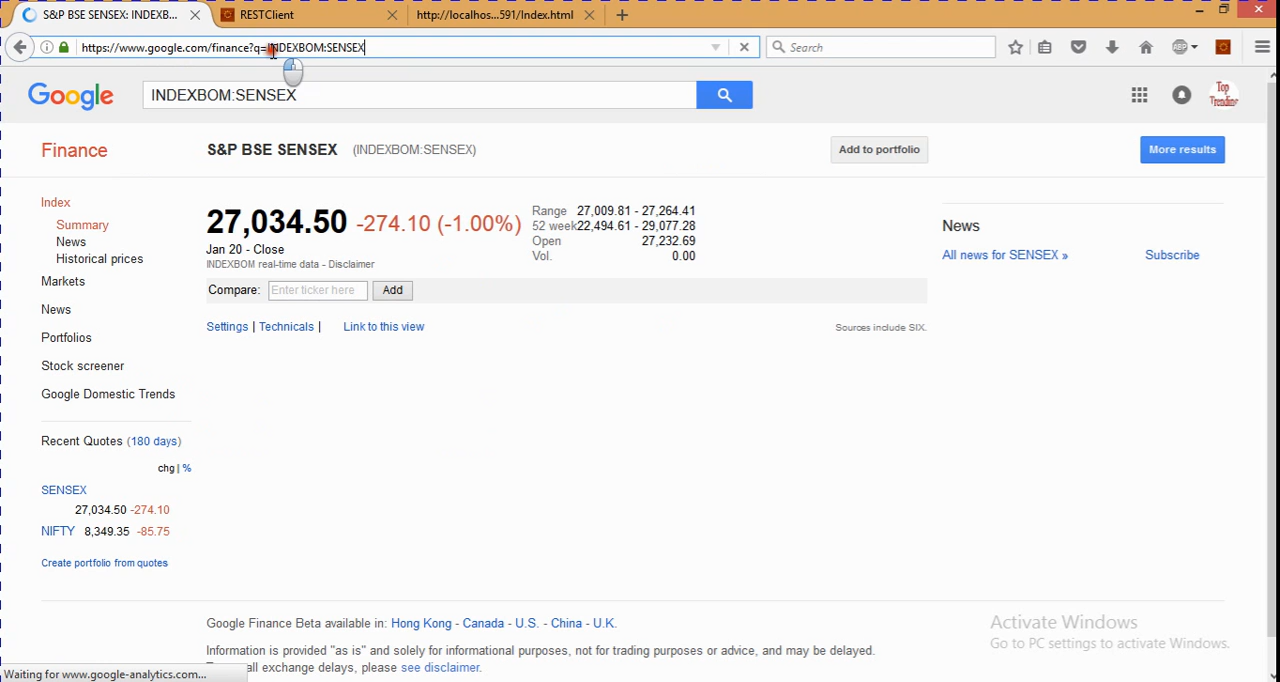 S&P BSE SENSEX: INDEXB...
RESTClient
http://localhos...591/Index.html
https://www.google.com/finance?q=INDEXBOM:SENSEX
Search
ABP
Google
INDEXBOM:SENSEX
Top
Trending
Finance
S&P BSE SENSEX (INDEXBOM:SENSEX)
Add to portfolio
More results
Index
Summary
News
Historical prices
Markets
News
Portfolios
Stock screener
Google Domestic Trends
Recent Quotes (180 days)
chg | %
SENSEX
27,034.50 -274.10
NIFTY 8,349.35 -85.75
Create portfolio from quotes
27,034.50 -274.10 (-1.00%)
Jan 20 - Close
INDEXBOM real-time data - Disclaimer
Range 27,009.81 - 27,264.41
52 week 22,494.61 - 29,077.28
Open 27,232.69
Vol. 0.00
Compare: Enter ticker here Add
Settings | Technicals | Link to this view
Sources include SIX.
News
All news for SENSEX » Subscribe
Google Finance Beta available in: Hong Kong - Canada - U.S. - China - U.K.
Information is provided "as is" and solely for informational purposes, not for trading purposes or advice, and may be delayed.
all exchange delays, please see disclaimer.
Activate Windows
Go to PC settings to activate Windows.
Waiting for www.google-analytics.com...